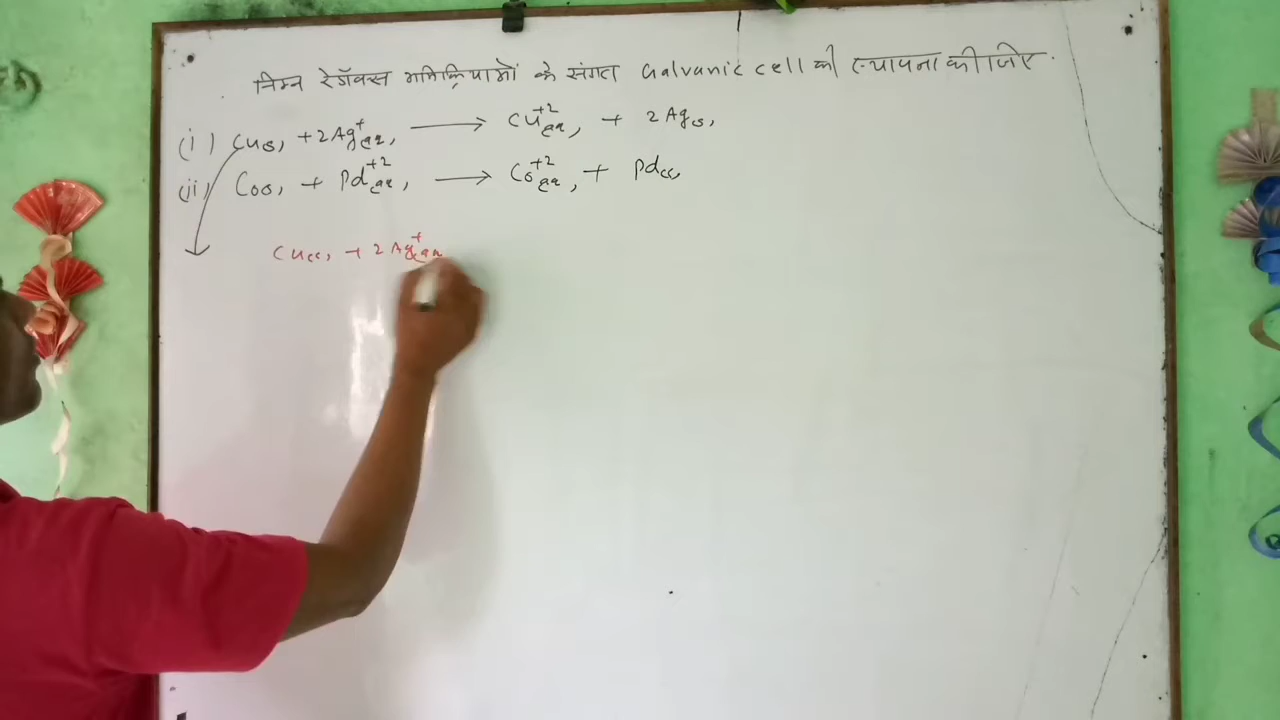 निम्न रेडॉक्स अभिक्रियाओं के संगत Galvanic cell की स्थापना कीजिए.
(i) Cu(s) + 2Ag⁺(aq) ⟶ Cu⁺²(aq) + 2Ag(s)
(ii) Co(s) + Pd⁺²(aq) ⟶ Co⁺²(aq) + Pd(s)
Cu(s) + 2Ag⁺(aq